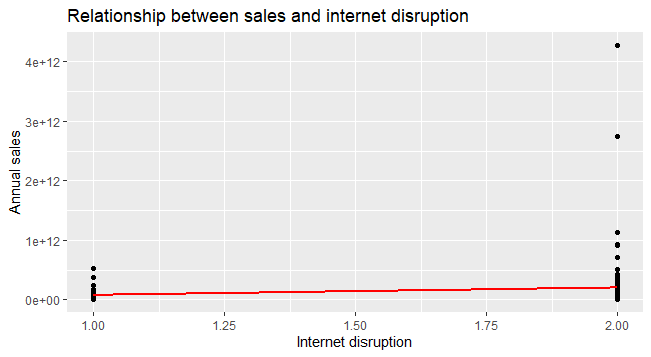 Relationship between sales and internet disruption
Annual sales
4e+12
3e+12
2e+12
1e+12
0e+00
1.00 1.25 1.50 1.75 2.00
Internet disruption